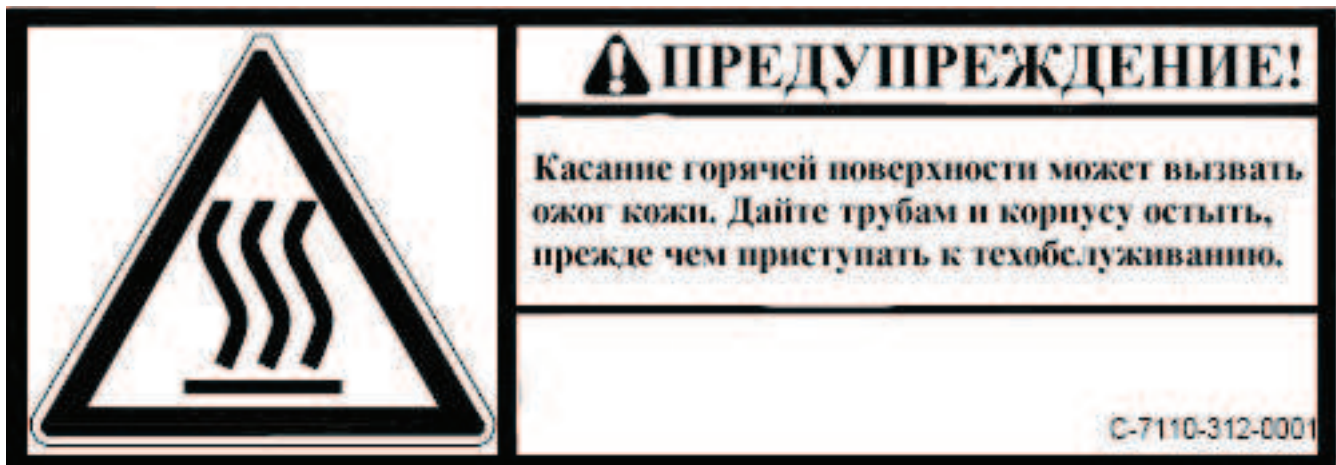 ПРЕДУПРЕЖДЕНИЕ!
Касание горячей поверхности может вызвать
ожог кожи. Дайте трубам и корпусу остыть,
прежде чем приступать к техобслуживанию.
C-7110-312-0001